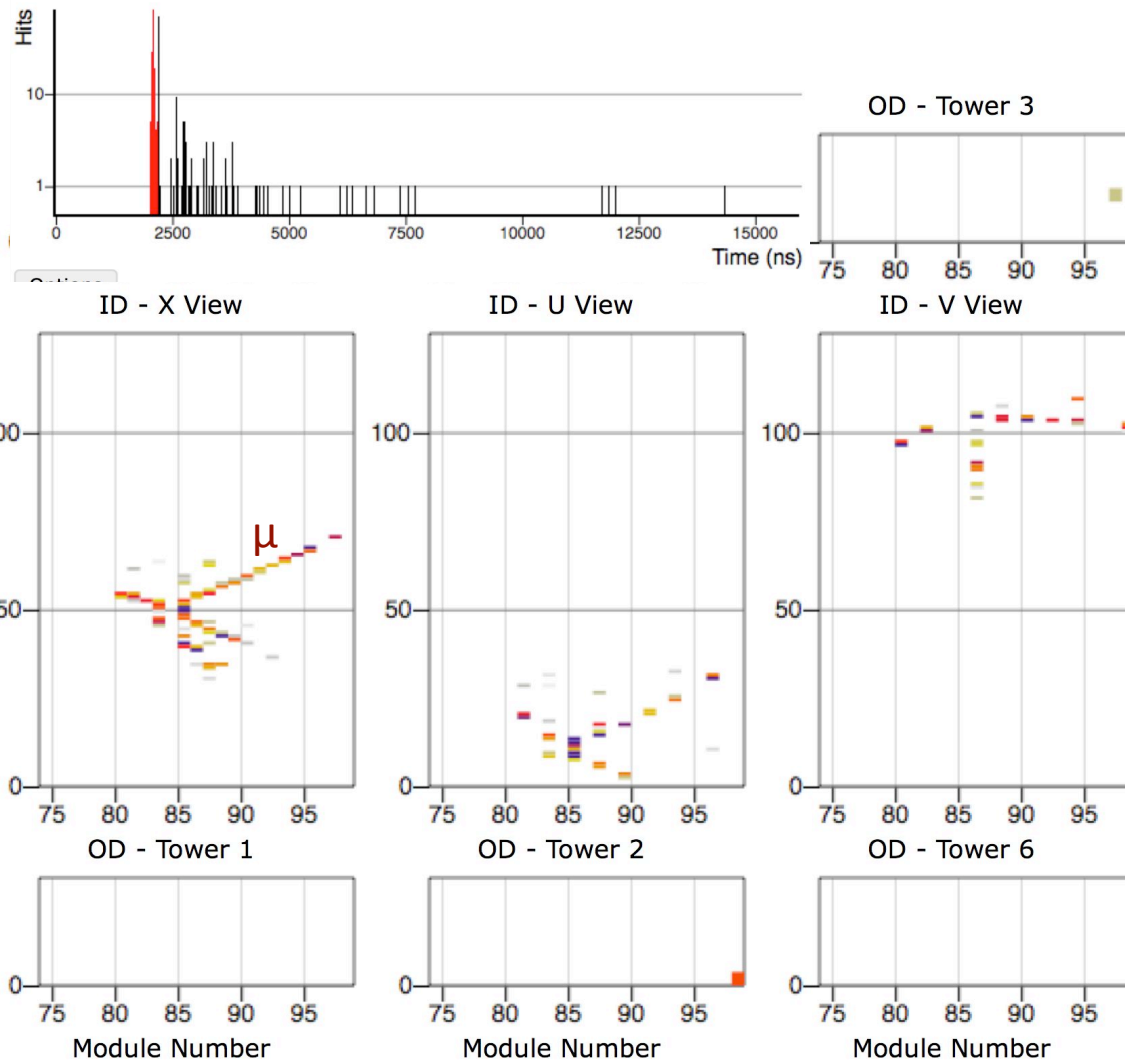 Hits
10
1
0 2500 5000 7500 10000 12500 15000
Time (ns)
OD - Tower 3
75 80 85 90 95
ID - X View
ID - U View
ID - V View
50
0
μ
75 80 85 90 95
100
50
0
75 80 85 90 95
100
50
0
75 80 85 90 95
OD - Tower 1
OD - Tower 2
OD - Tower 6
0
75 80 85 90 95
0
75 80 85 90 95
0
75 80 85 90 95
Module Number
Module Number
Module Number